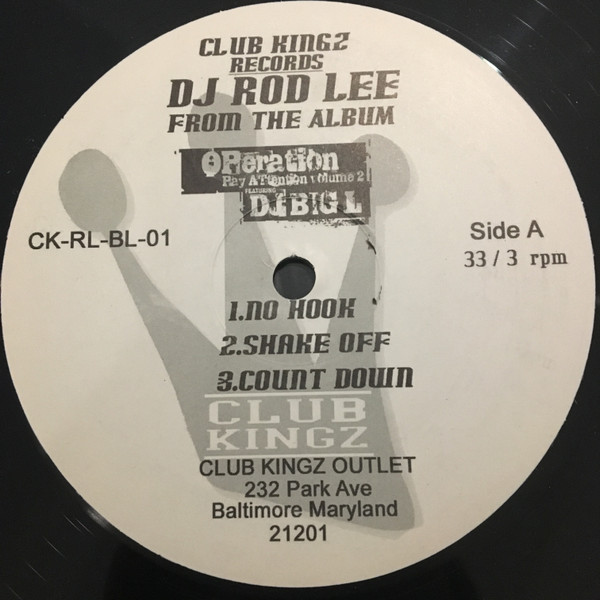 CLUB KINGZ
RECORDS
DJ ROD LEE
FROM THE ALBUM
OPeration
Pay ATTention volume 2
FEATURING
DJ BIG L
CK-RL-BL-01
Side A
33 / 3 rpm
1.NO HOOK
2.SHAKE OFF
3.COUNT DOWN
CLUB
KINGZ
CLUB KINGZ OUTLET
232 Park Ave
Baltimore Maryland
21201